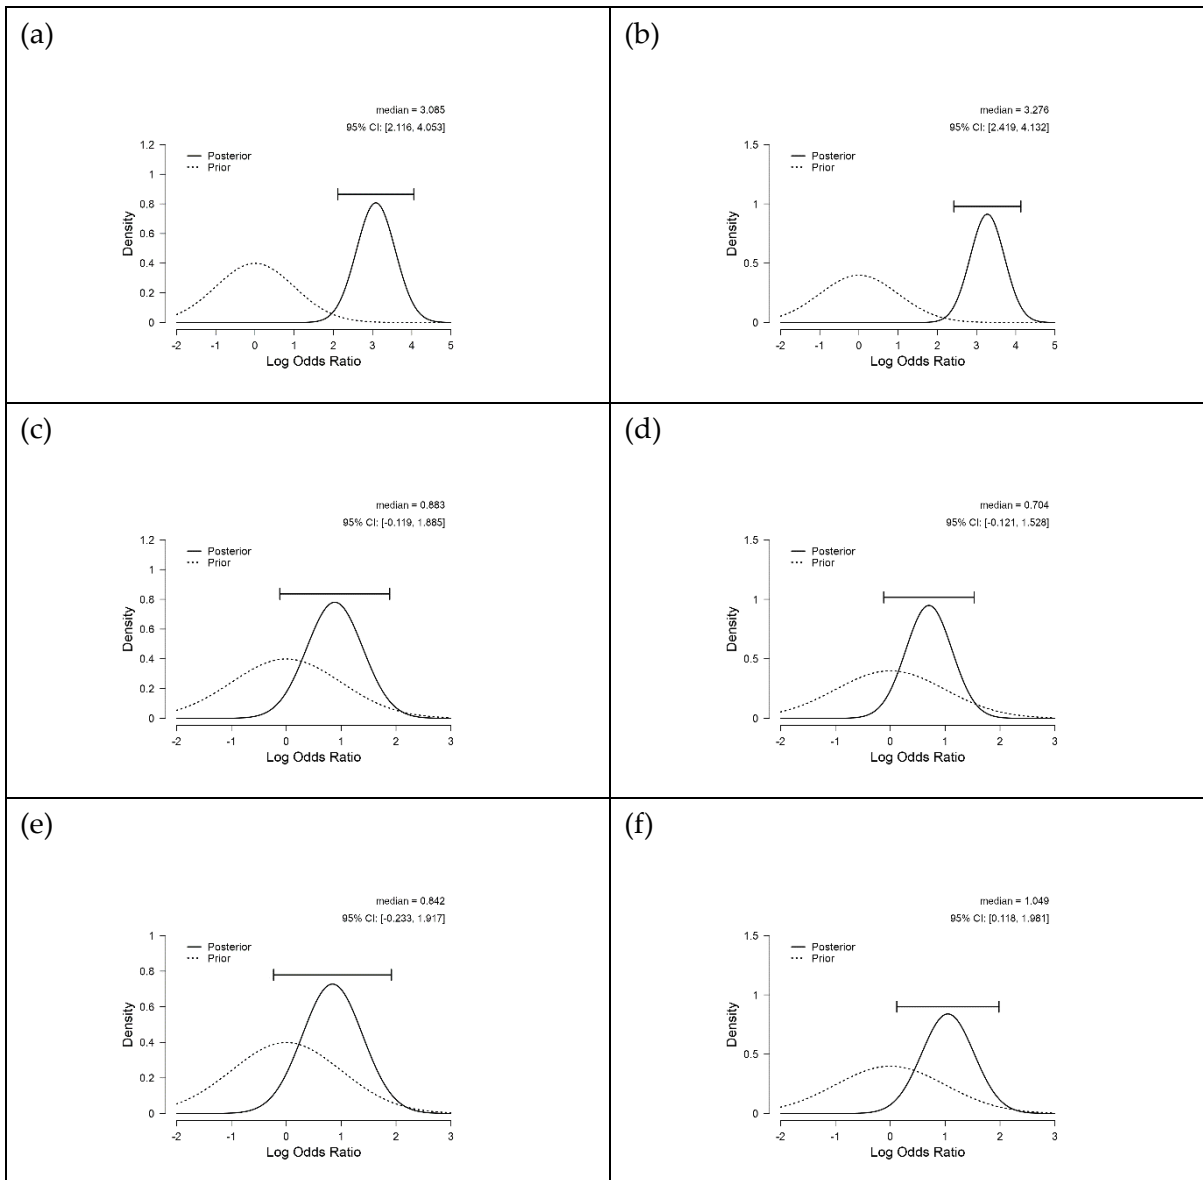 (a)
median = 3.085
95% CI: [2.116, 4.053]
1.2
Posterior
Prior
1
0.8
0.6
0.4
0.2
0
Density
-2 -1 0 1 2 3 4 5
Log Odds Ratio
(b)
median = 3.276
95% CI: [2.419, 4.132]
1.5
Posterior
Prior
1
0.5
0
Density
-2 -1 0 1 2 3 4 5
Log Odds Ratio
(c)
median = 0.883
95% CI: [-0.119, 1.885]
1.2
Posterior
Prior
1
0.8
0.6
0.4
0.2
0
Density
-2 -1 0 1 2 3
Log Odds Ratio
(d)
median = 0.704
95% CI: [-0.121, 1.528]
1.5
Posterior
Prior
1
0.5
0
Density
-2 -1 0 1 2 3
Log Odds Ratio
(e)
median = 0.842
95% CI: [-0.233, 1.917]
1
Posterior
Prior
0.8
0.6
0.4
0.2
0
Density
-2 -1 0 1 2 3
Log Odds Ratio
(f)
median = 1.049
95% CI: [0.118, 1.981]
1.5
Posterior
Prior
1
0.5
0
Density
-2 -1 0 1 2 3
Log Odds Ratio